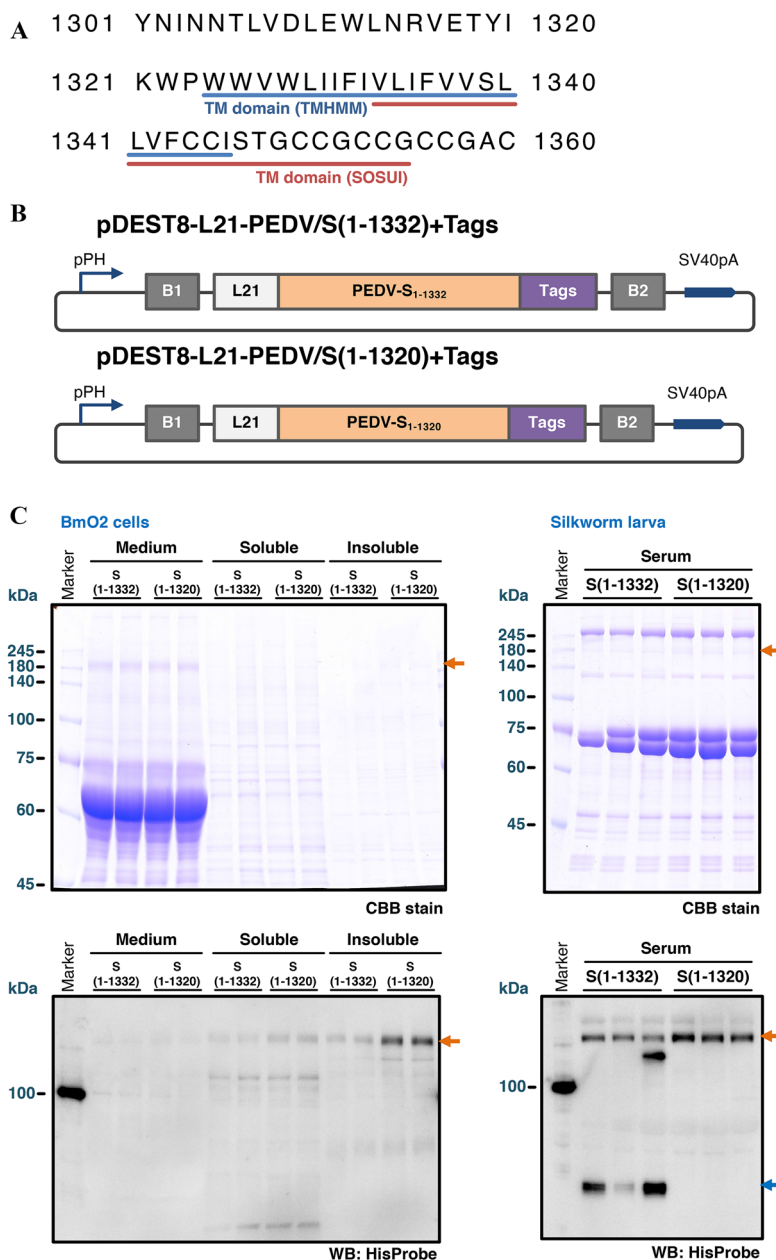 A
1301 YNINNTLVDLEWLNRVETYI 1320
1321 KWPWWVWLIIFIVLIFVVSL 1340
TM domain (TMHMM)
1341 LVFCCISTGCCGCCGCCGAC 1360
TM domain (SOSUI)
B
pDEST8-L21-PEDV/S(1-1332)+Tags
pPH
SV40pA
B1 L21 PEDV-S1-1332 Tags B2
pDEST8-L21-PEDV/S(1-1320)+Tags
pPH
SV40pA
B1 L21 PEDV-S1-1320 Tags B2
C
BmO2 cells
Marker
Medium Soluble Insoluble
S S S S S S
(1-1332) (1-1320) (1-1332) (1-1320) (1-1332) (1-1320)
kDa
245
180
140
100
75
60
45
CBB stain
Silkworm larva
Marker
Serum
S(1-1332) S(1-1320)
kDa
245
180
140
100
75
60
45
CBB stain
Marker
Medium Soluble Insoluble
S S S S S S
(1-1332) (1-1320) (1-1332) (1-1320) (1-1332) (1-1320)
kDa
100
WB: HisProbe
Marker
Serum
S(1-1332) S(1-1320)
kDa
100
WB: HisProbe